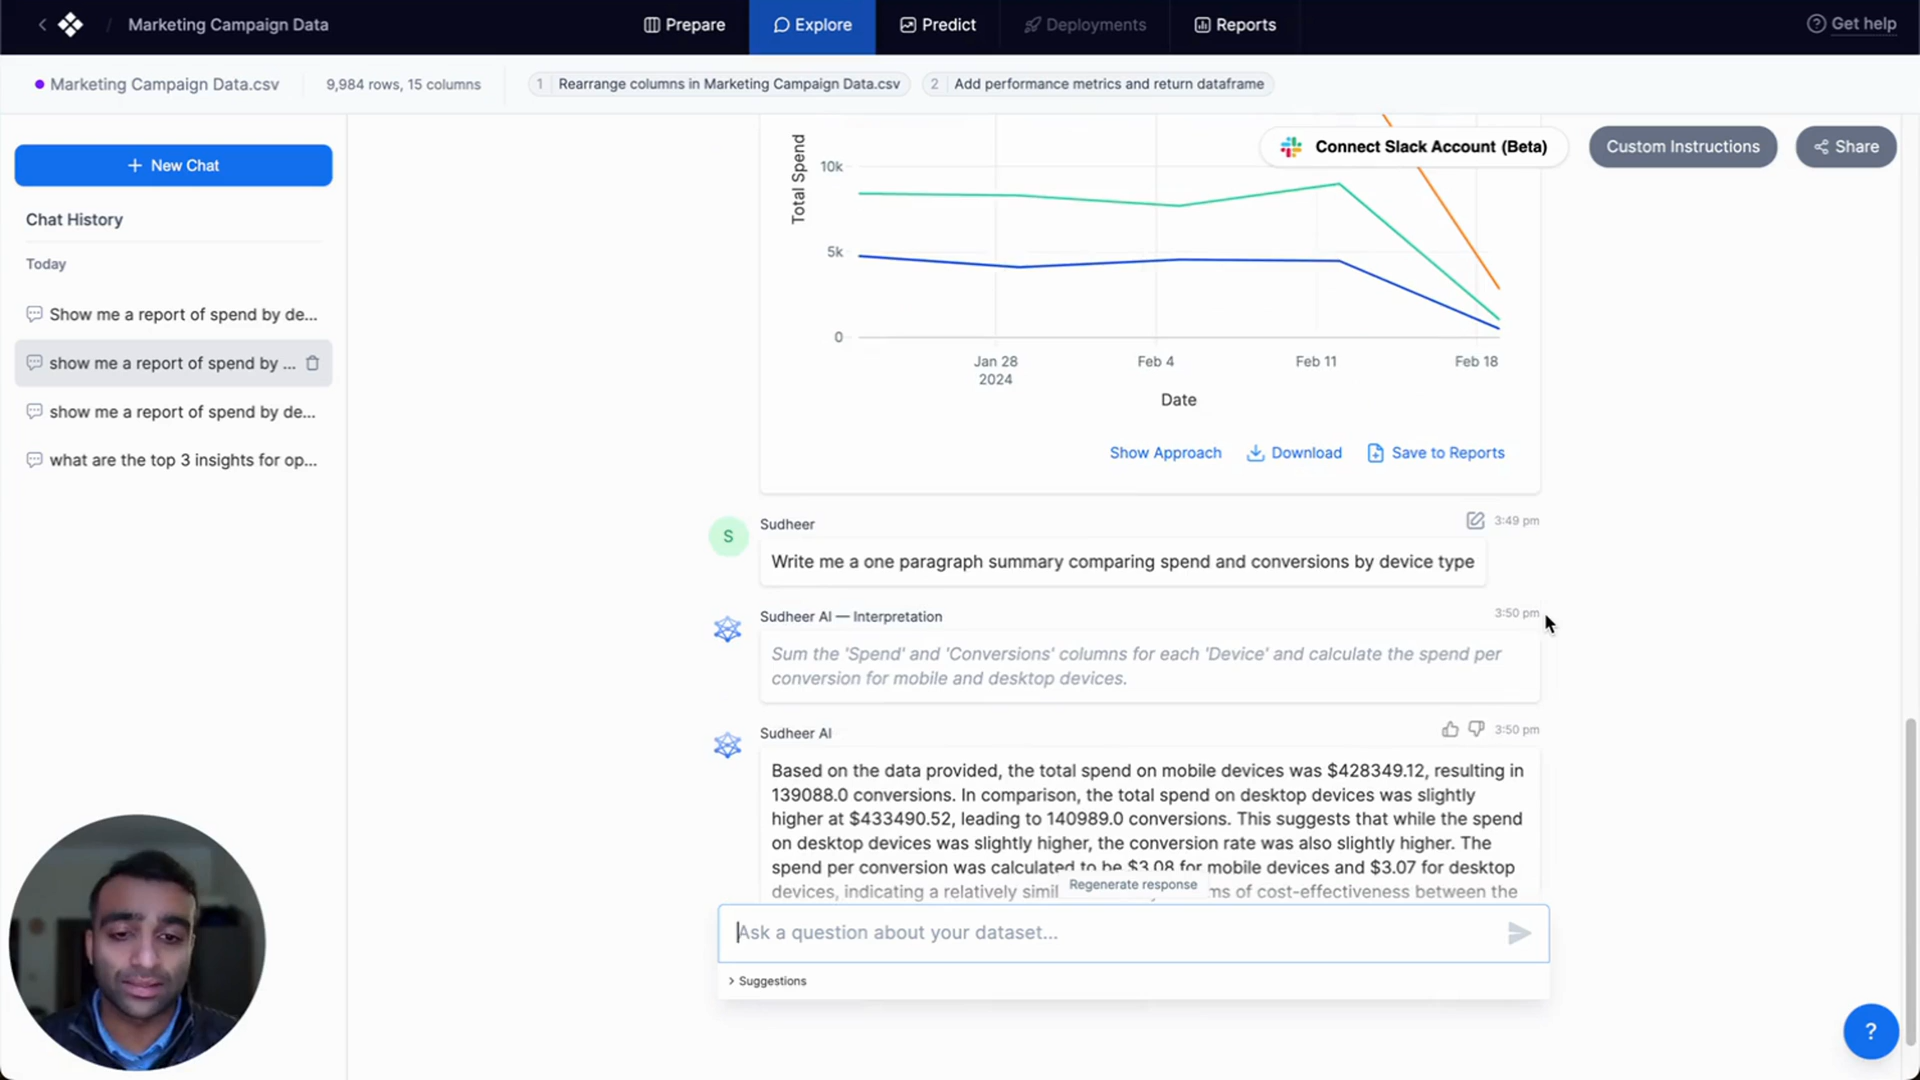 Marketing Campaign Data
Prepare
Explore
Predict
Deployments
Reports
Get help
Marketing Campaign Data.csv
9,984 rows, 15 columns
1 Rearrange columns in Marketing Campaign Data.csv
2 Add performance metrics and return dataframe
+ New Chat
Chat History
Today
Show me a report of spend by de...
show me a report of spend by ...
show me a report of spend by de...
what are the top 3 insights for op...
Connect Slack Account (Beta)
Custom Instructions
Share
Total Spend
10k
5k
0
Jan 28
2024
Feb 4
Feb 11
Feb 18
Date
Show Approach
Download
Save to Reports
S
Sudheer
3:49 pm
Write me a one paragraph summary comparing spend and conversions by device type
Sudheer AI — Interpretation
3:50 pm
Sum the 'Spend' and 'Conversions' columns for each 'Device' and calculate the spend per
conversion for mobile and desktop devices.
Sudheer AI
3:50 pm
Based on the data provided, the total spend on mobile devices was $428349.12, resulting in
139088.0 conversions. In comparison, the total spend on desktop devices was slightly
higher at $433490.52, leading to 140989.0 conversions. This suggests that while the spend
on desktop devices was slightly higher, the conversion rate was also slightly higher. The
spend per conversion was calculated to be $3.08 for mobile devices and $3.07 for desktop
devices, indicating a relatively simil
Regenerate response
of cost-effectiveness between the
Ask a question about your dataset...
> Suggestions
?